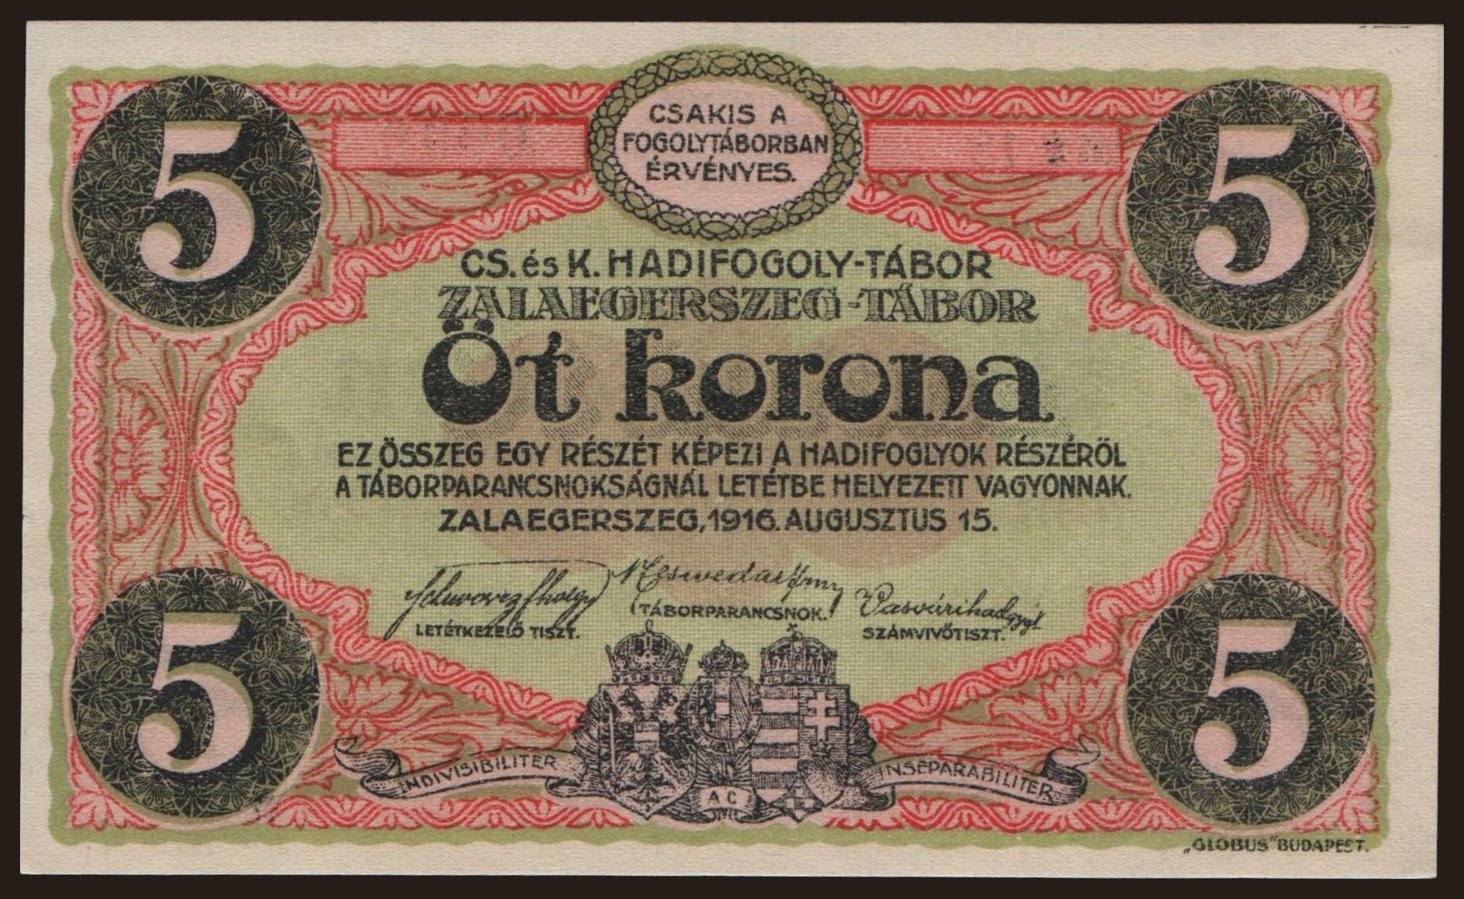 5
5
CSAKIS A
FOGOLYTÁBORBAN
ÉRVÉNYES.
CS. és K. HADIFOGOLY-TÁBOR
ZALAEGERSZEG-TÁBOR
Öt korona
EZ ÖSSZEG EGY RÉSZÉT KÉPEZI A HADIFOGLYOK RÉSZÉRÖL
A TÁBORPARANCSNOKSÁGNÁL LETÉTBE HELYEZETT VAGYONNAK.
ZALAEGERSZEG, 1916. AUGUSZTUS 15.
LETÉTKEZELŐ TISZT.
TÁBORPARANCSNOK.
Vasvári
SZÁMVIVŐTISZT.
5
5
INDIVISIBILITER
AC
INSEPARABILITER
„GLOBUS" BUDAPEST.